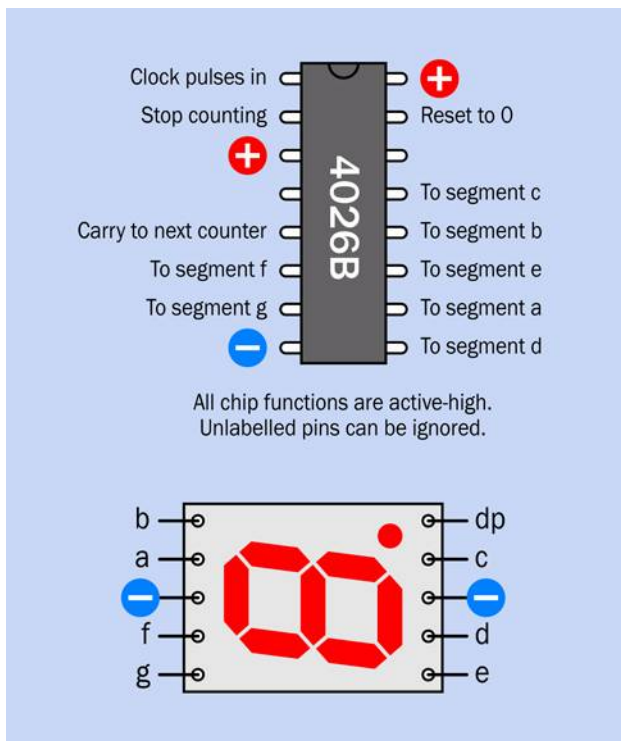 Clock pulses in +
Stop counting Reset to 0
+
To segment c
Carry to next counter To segment b
To segment f To segment e
To segment g To segment a
− To segment d
4026B
All chip functions are active-high.
Unlabelled pins can be ignored.
b dp
a c
− −
f d
g e